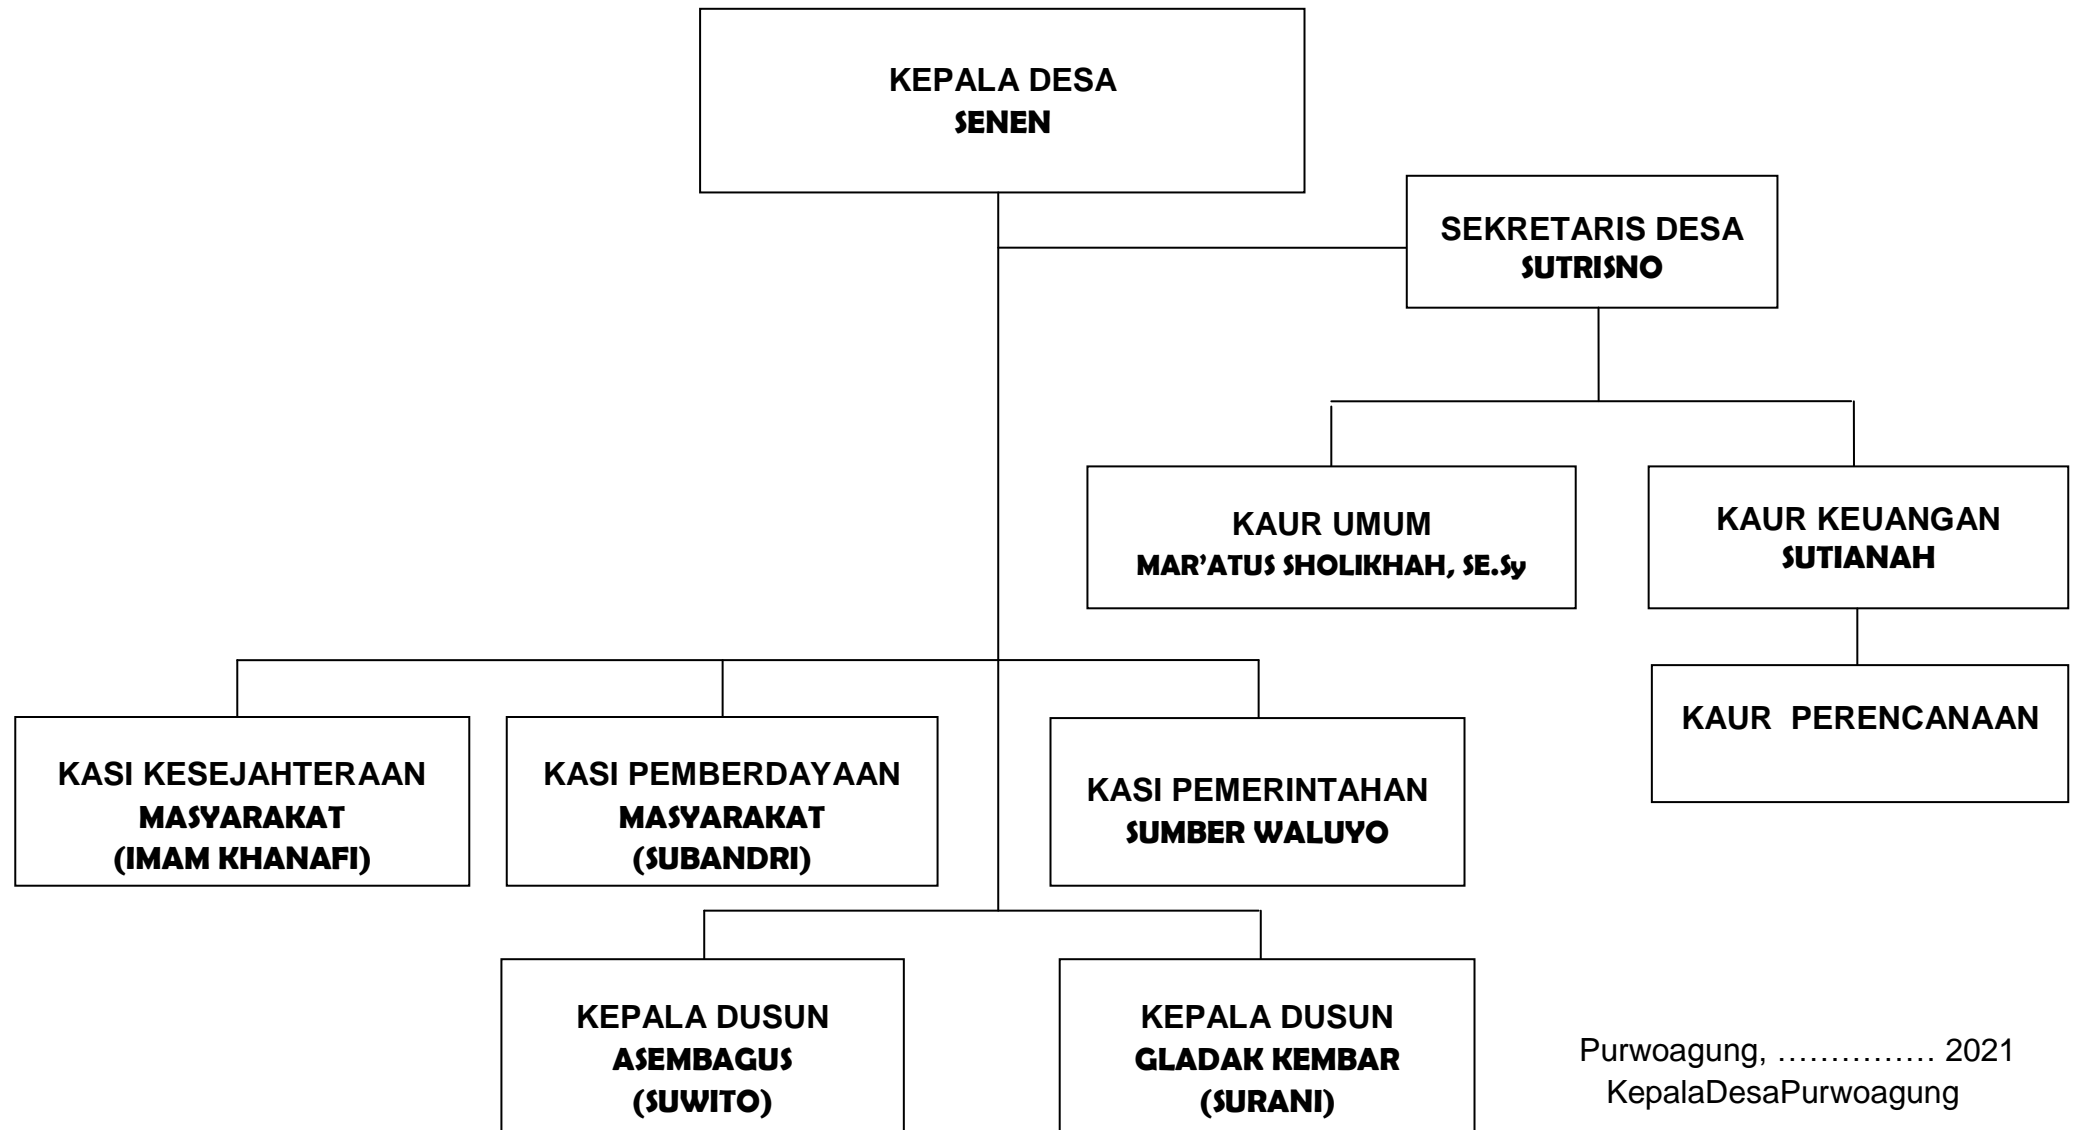 KEPALA DESA
SENEN
SEKRETARIS DESA
SUTRISNO
KAUR UMUM
MAR’ATUS SHOLIKHAH, SE.Sy
KAUR KEUANGAN
SUTIANAH
KAUR PERENCANAAN
KASI KESEJAHTERAAN
MASYARAKAT
(IMAM KHANAFI)
KASI PEMBERDAYAAN
MASYARAKAT
(SUBANDRI)
KASI PEMERINTAHAN
SUMBER WALUYO
KEPALA DUSUN
ASEMBAGUS
(SUWITO)
KEPALA DUSUN
GLADAK KEMBAR
(SURANI)
Purwoagung, …………… 2021
KepalaDesaPurwoagung